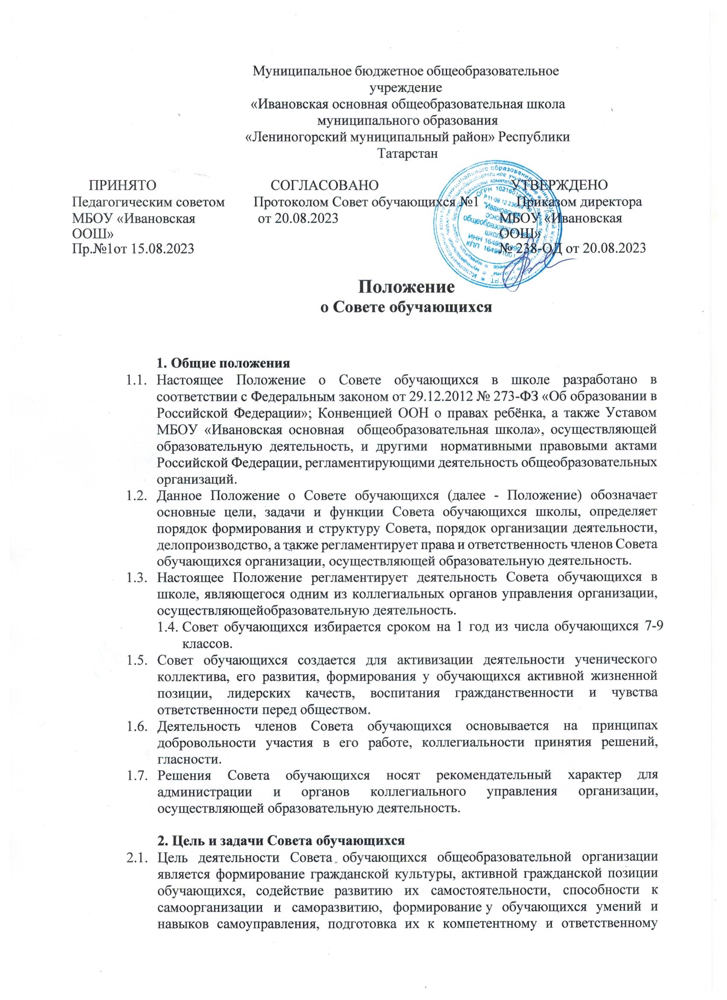 Муниципальное бюджетное общеобразовательное
учреждение
«Ивановская основная общеобразовательная школа
муниципального образования
«Лениногорский муниципальный район» Республики
Татарстан
ПРИНЯТО СОГЛАСОВАНО УТВЕРЖДЕНО
Педагогическим советом Протоколом Совет обучающихся №1 Приказом директора
МБОУ «Ивановская от 20.08.2023 МБОУ «Ивановская
ООШ» ООШ»
Пр.№1от 15.08.2023 № 238-ОД от 20.08.2023
"Ивановская
основная
общеобразовательная
школа"
Положение
о Совете обучающихся
1. Общие положения
1.1. Настоящее Положение о Совете обучающихся в школе разработано в
соответствии с Федеральным законом от 29.12.2012 № 273-ФЗ «Об образовании в
Российской Федерации»; Конвенцией ООН о правах ребёнка, а также Уставом
МБОУ «Ивановская основная общеобразовательная школа», осуществляющей
образовательную деятельность, и другими нормативными правовыми актами
Российской Федерации, регламентирующими деятельность общеобразовательных
организаций.
1.2. Данное Положение о Совете обучающихся (далее - Положение) обозначает
основные цели, задачи и функции Совета обучающихся школы, определяет
порядок формирования и структуру Совета, порядок организации деятельности,
делопроизводство, а также регламентирует права и ответственность членов Совета
обучающихся организации, осуществляющей образовательную деятельность.
1.3. Настоящее Положение регламентирует деятельность Совета обучающихся в
школе, являющегося одним из коллегиальных органов управления организации,
осуществляющейобразовательную деятельность.
1.4. Совет обучающихся избирается сроком на 1 год из числа обучающихся 7-9
классов.
1.5. Совет обучающихся создается для активизации деятельности ученического
коллектива, его развития, формирования у обучающихся активной жизненной
позиции, лидерских качеств, воспитания гражданственности и чувства
ответственности перед обществом.
1.6. Деятельность членов Совета обучающихся основывается на принципах
добровольности участия в его работе, коллегиальности принятия решений,
гласности.
1.7. Решения Совета обучающихся носят рекомендательный характер для
администрации и органов коллегиального управления организации,
осуществляющей образовательную деятельность.
2. Цель и задачи Совета обучающихся
2.1. Цель деятельности Совета обучающихся общеобразовательной организации
является формирование гражданской культуры, активной гражданской позиции
обучающихся, содействие развитию их самостоятельности, способности к
самоорганизации и саморазвитию, формирование у обучающихся умений и
навыков самоуправления, подготовка их к компетентному и ответственному